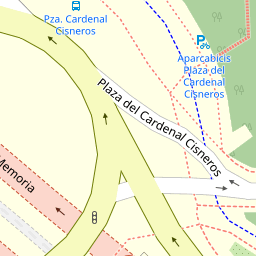 Pza. Cardenal
Cisneros
Aparcabicis
Plaza del
Cardenal
Cisneros
Plaza del Cardenal Cisneros
Memoria